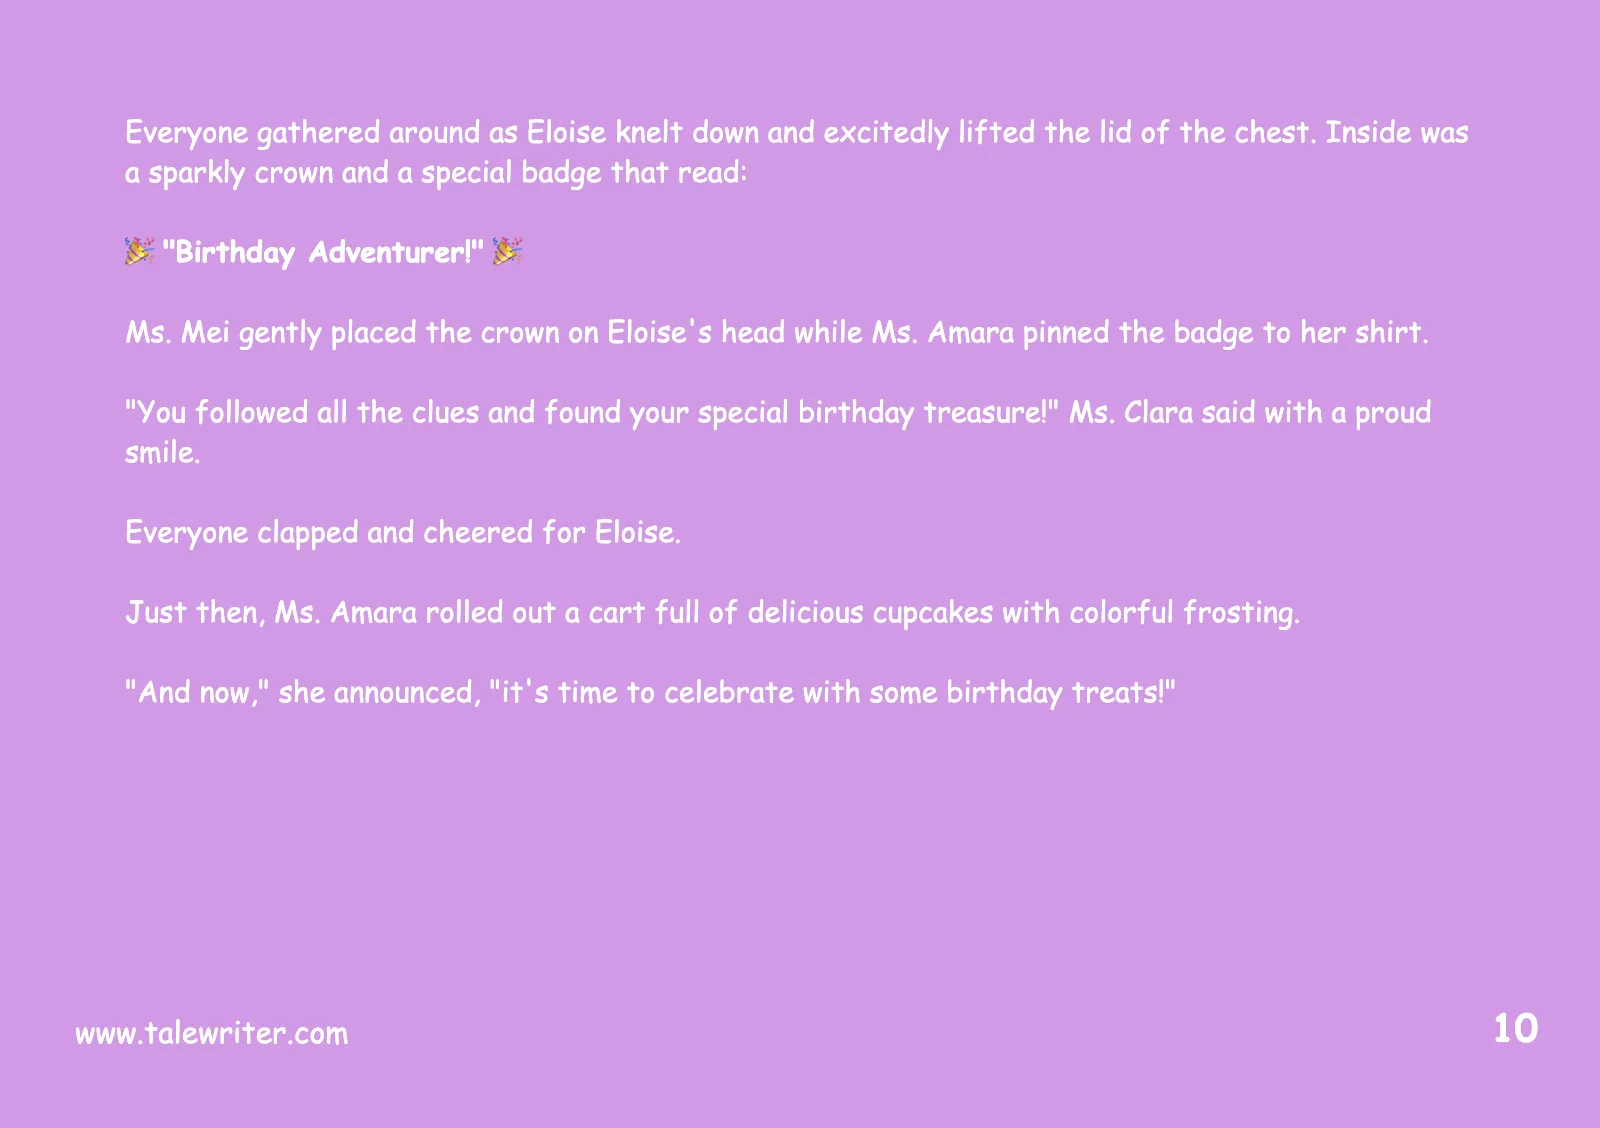 Everyone gathered around as Eloise knelt down and excitedly lifted the lid of the chest. Inside was
a sparkly crown and a special badge that read:
🎉 "Birthday Adventurer!" 🎉
Ms. Mei gently placed the crown on Eloise's head while Ms. Amara pinned the badge to her shirt.
"You followed all the clues and found your special birthday treasure!" Ms. Clara said with a proud
smile.
Everyone clapped and cheered for Eloise.
Just then, Ms. Amara rolled out a cart full of delicious cupcakes with colorful frosting.
"And now," she announced, "it's time to celebrate with some birthday treats!"
www.talewriter.com
10